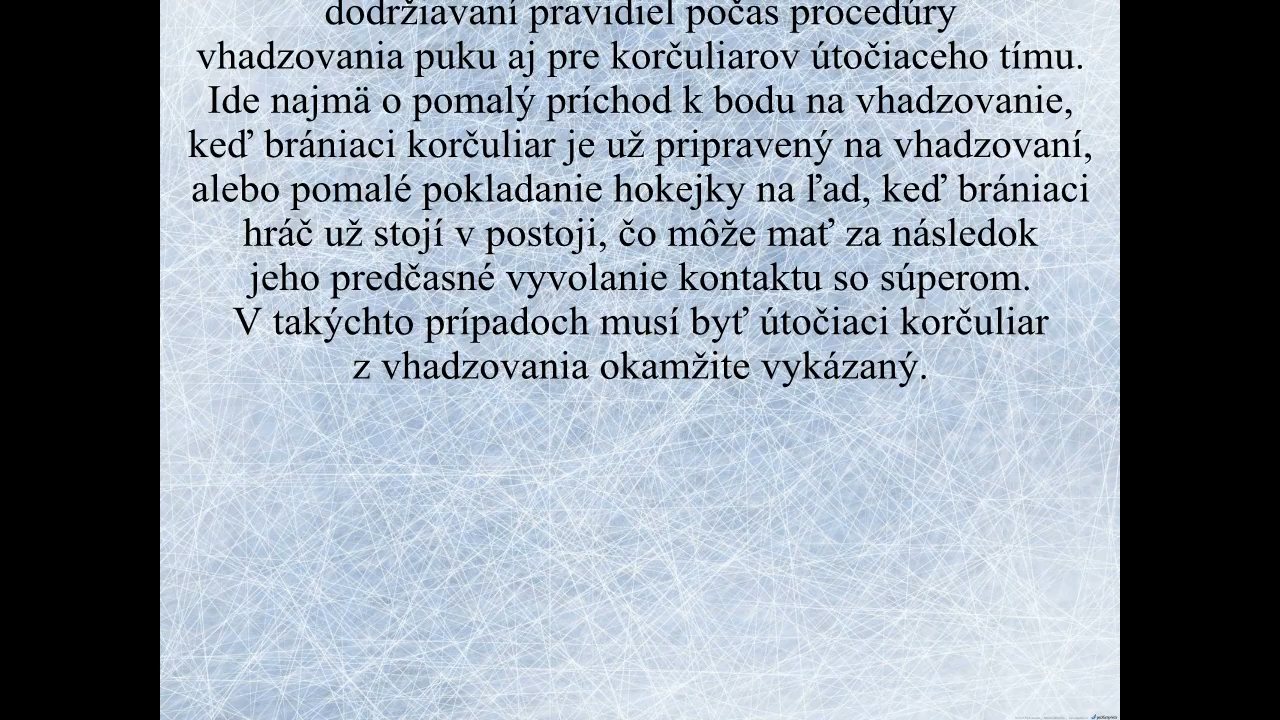 dodržiavaní pravidiel počas procedúry
vhadzovania puku aj pre korčuliarov útočiaceho tímu.
Ide najmä o pomalý príchod k bodu na vhadzovanie,
keď brániaci korčuliar je už pripravený na vhadzovaní,
alebo pomalé pokladanie hokejky na ľad, keď brániaci
hráč už stojí v postoji, čo môže mať za následok
jeho predčasné vyvolanie kontaktu so súperom.
V takýchto prípadoch musí byť útočiaci korčuliar
z vhadzovania okamžite vykázaný.